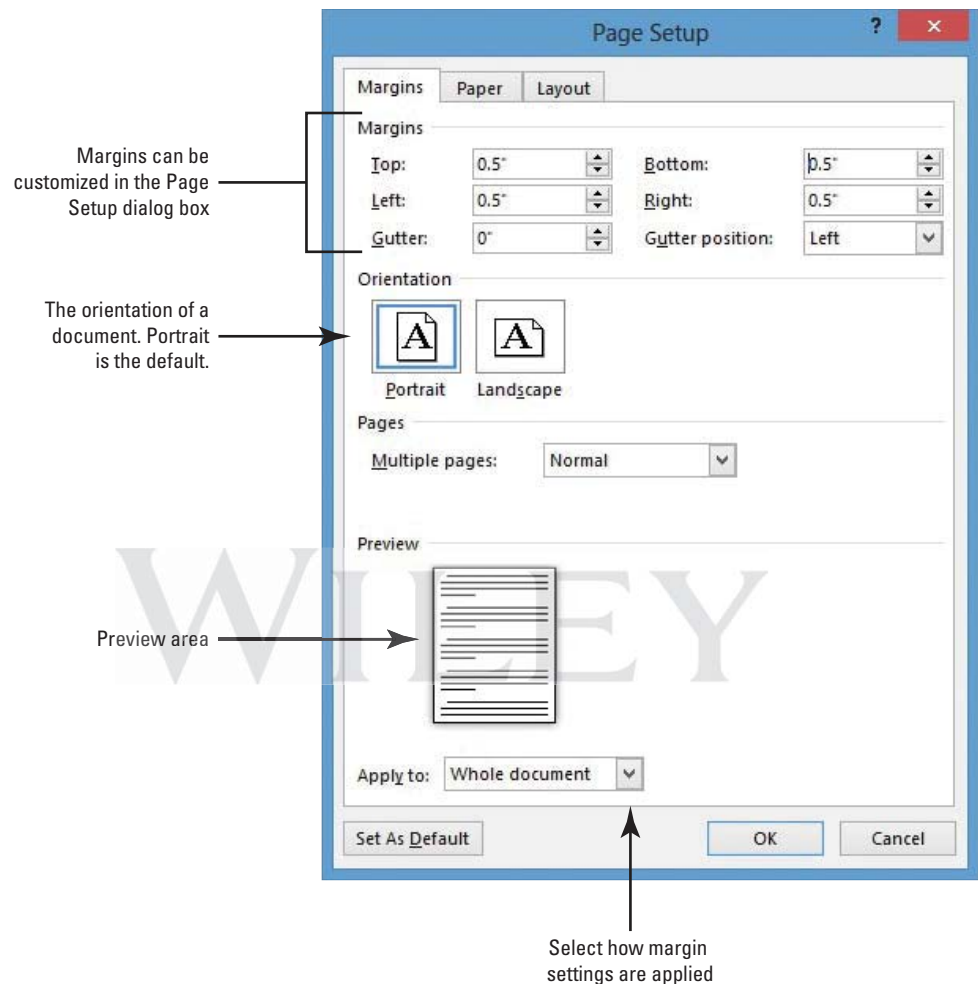 Page Setup
?
×
Margins
Paper
Layout
Margins
Top: 0.5" Bottom: 0.5"
Left: 0.5" Right: 0.5"
Gutter: 0" Gutter position: Left
Margins can be
customized in the Page
Setup dialog box
Orientation
A A
Portrait Landscape
The orientation of a
document. Portrait
is the default.
Pages
Multiple pages: Normal
Preview
WILEY
Preview area
Apply to: Whole document
Set As Default OK Cancel
Select how margin
settings are applied